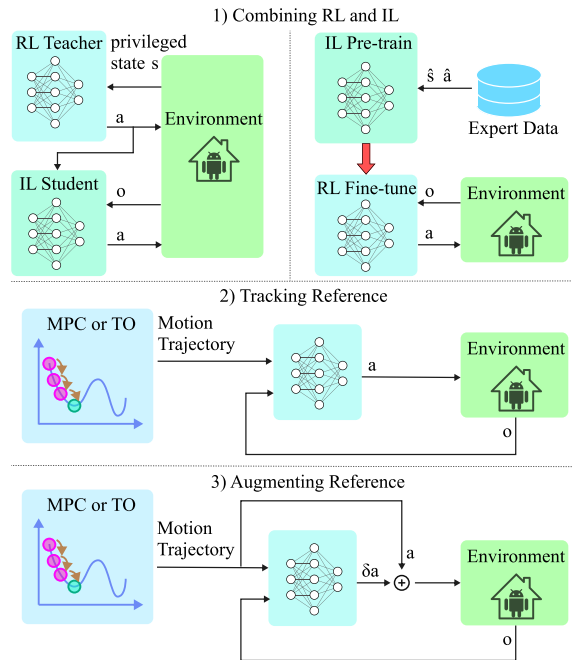 1) Combining RL and IL
RL Teacher
privileged
state s
a
Environment
IL Student
o
a
IL Pre-train
ŝ â
Expert Data
RL Fine-tune
o
a
Environment
2) Tracking Reference
MPC or TO
Motion
Trajectory
a
Environment
o
3) Augmenting Reference
MPC or TO
Motion
Trajectory
δa
a
+
Environment
o